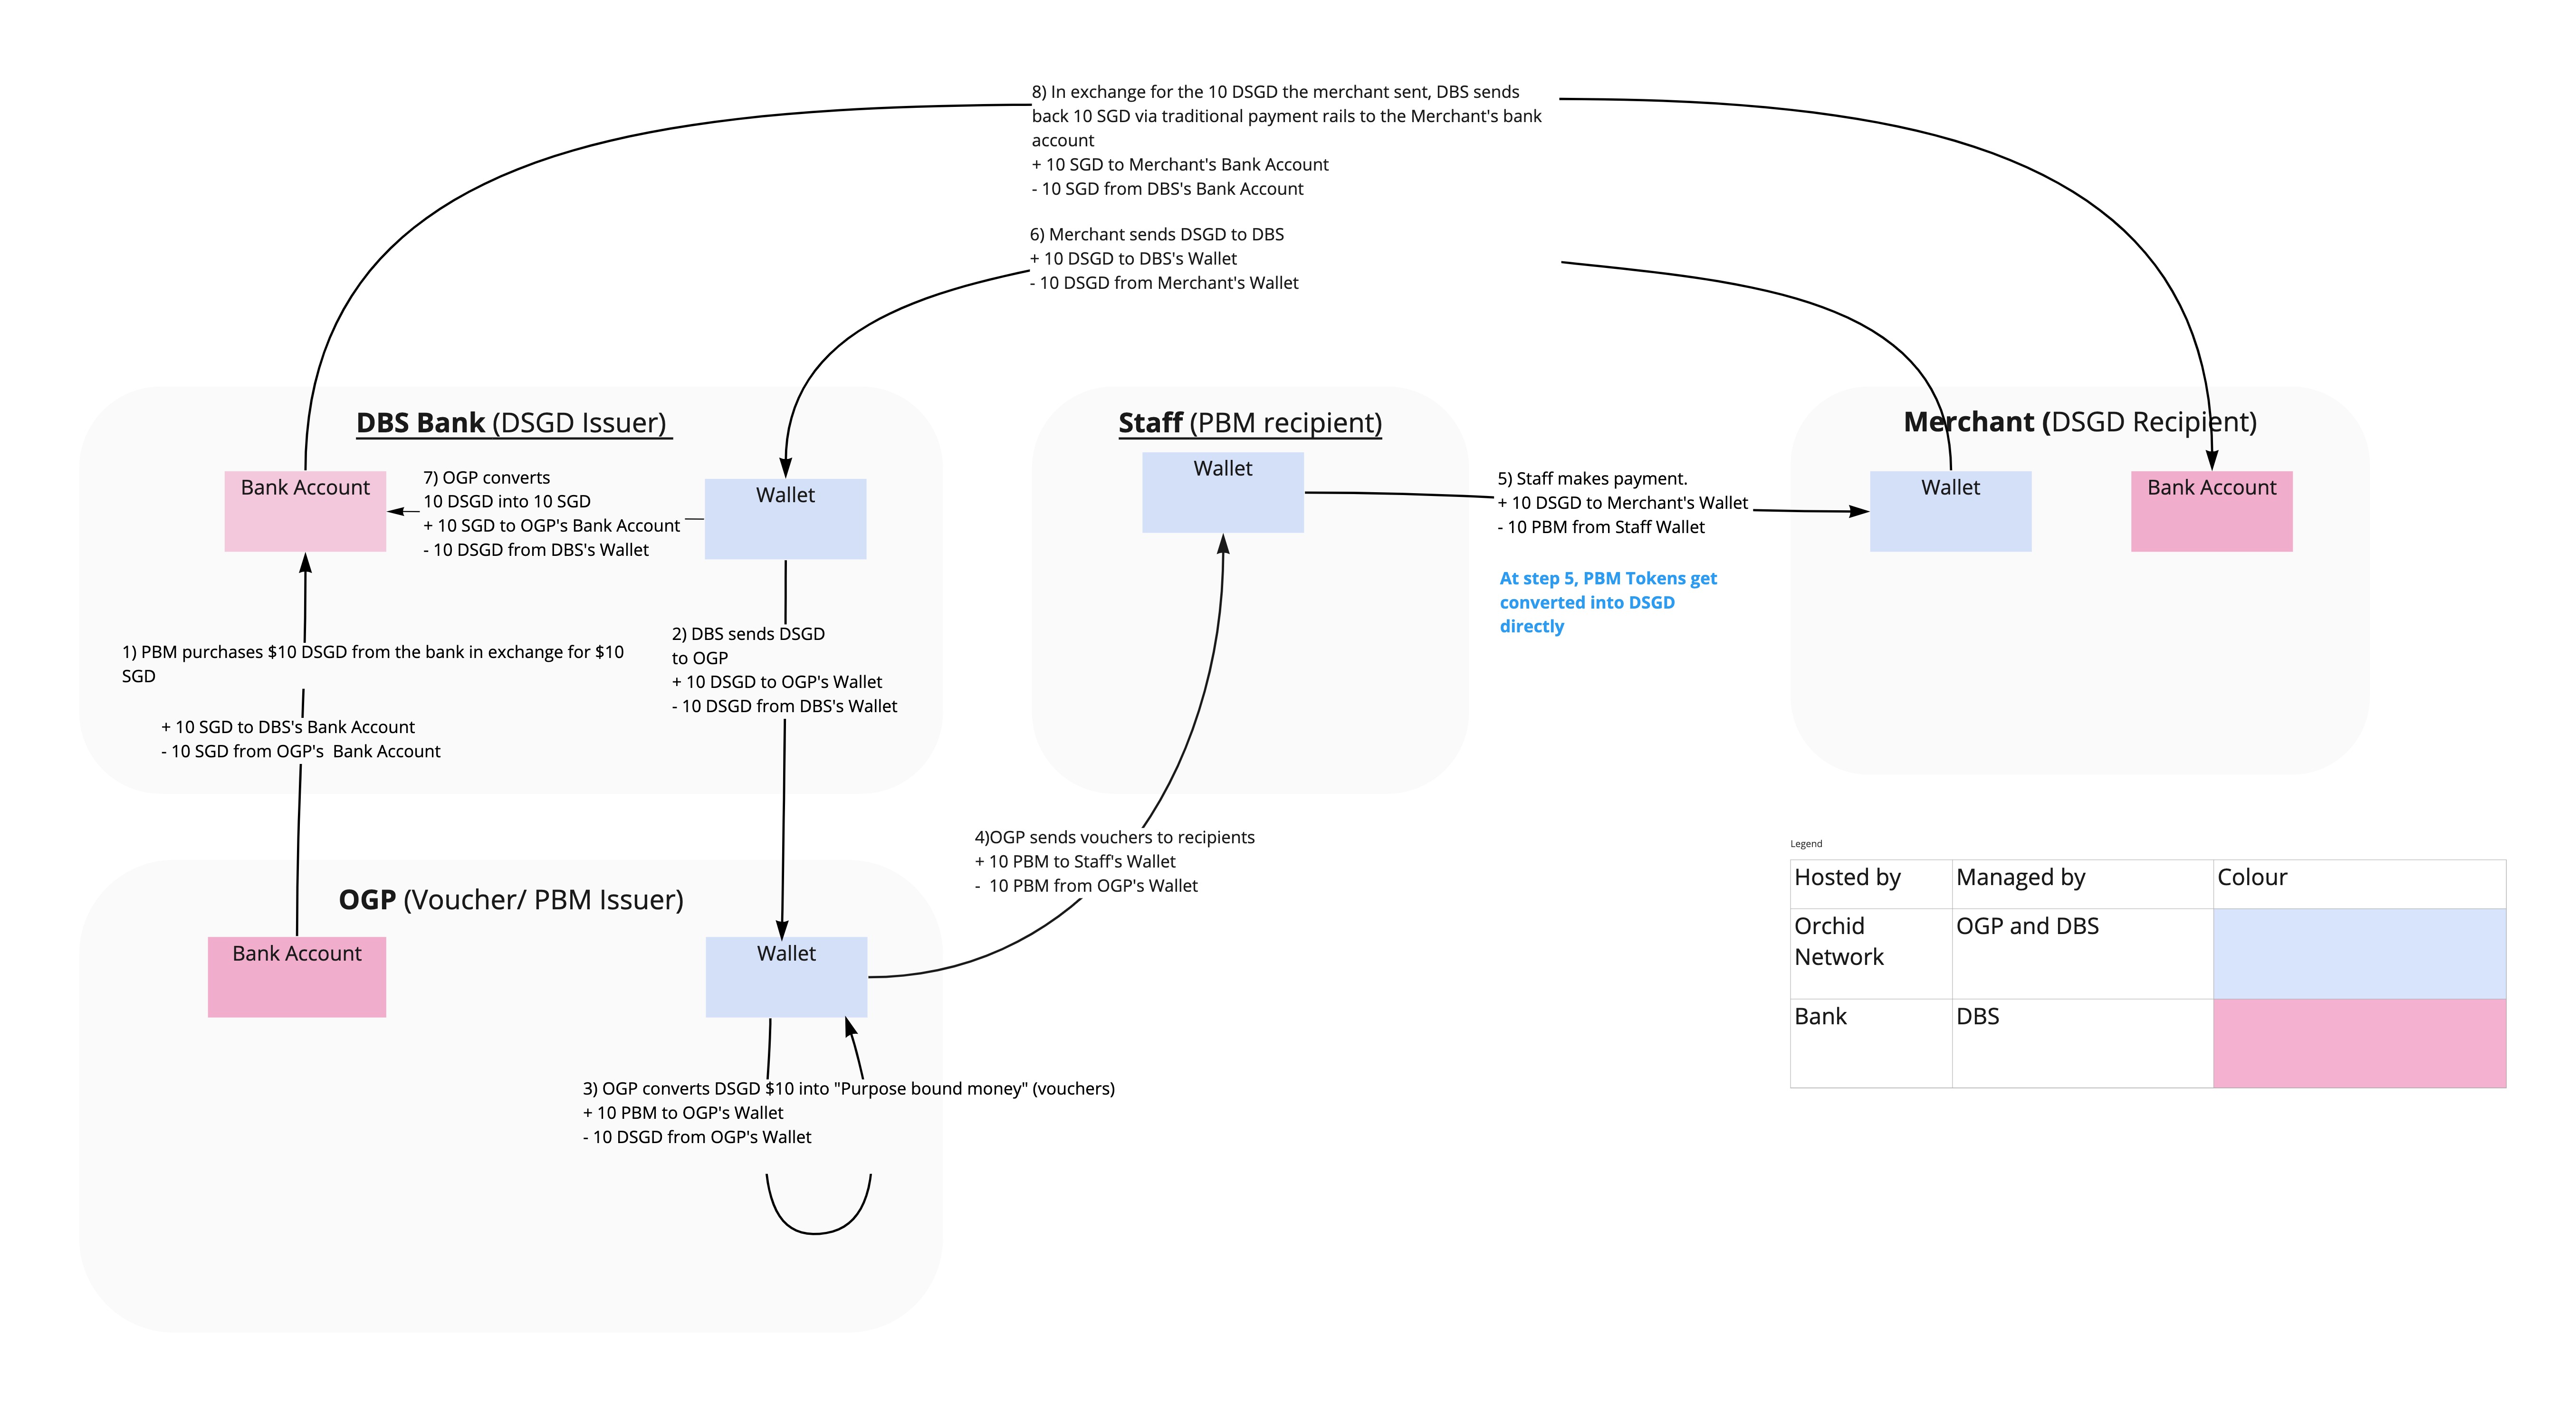 8) In exchange for the 10 DSGD the merchant sent, DBS sends
back 10 SGD via traditional payment rails to the Merchant's bank
account
+ 10 SGD to Merchant's Bank Account
- 10 SGD from DBS's Bank Account
6) Merchant sends DSGD to DBS
+ 10 DSGD to DBS's Wallet
- 10 DSGD from Merchant's Wallet
DBS Bank (DSGD Issuer)
Bank Account
7) OGP converts
10 DSGD into 10 SGD
+ 10 SGD to OGP's Bank Account
- 10 DSGD from DBS's Wallet
Wallet
1) PBM purchases $10 DSGD from the bank in exchange for $10
SGD
+ 10 SGD to DBS's Bank Account
- 10 SGD from OGP's  Bank Account
2) DBS sends DSGD
to OGP
+ 10 DSGD to OGP's Wallet
- 10 DSGD from DBS's Wallet
Staff (PBM recipient)
Wallet
5) Staff makes payment.
+ 10 DSGD to Merchant's Wallet
- 10 PBM from Staff Wallet
At step 5, PBM Tokens get
converted into DSGD
directly
Merchant (DSGD Recipient)
Wallet
Bank Account
4)OGP sends vouchers to recipients
+ 10 PBM to Staff's Wallet
-  10 PBM from OGP's Wallet
OGP (Voucher/ PBM Issuer)
Bank Account
Wallet
3) OGP converts DSGD $10 into "Purpose bound money" (vouchers)
+ 10 PBM to OGP's Wallet
- 10 DSGD from OGP's Wallet
Legend
Hosted by Managed by Colour
Orchid
Network
OGP and DBS
Bank DBS